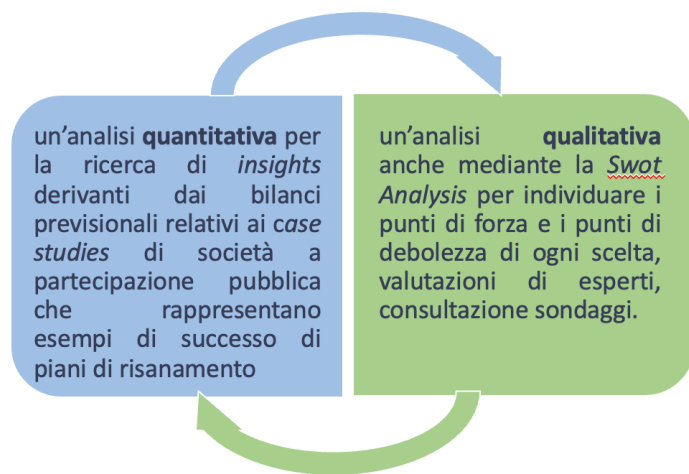 un'analisi quantitativa per
la ricerca di insights
derivanti dai bilanci
previsionali relativi ai case
studies di società a
partecipazione pubblica
che rappresentano
esempi di successo di
piani di risanamento
un'analisi qualitativa
anche mediante la Swot
Analysis per individuare i
punti di forza e i punti di
debolezza di ogni scelta,
valutazioni di esperti,
consultazione sondaggi.